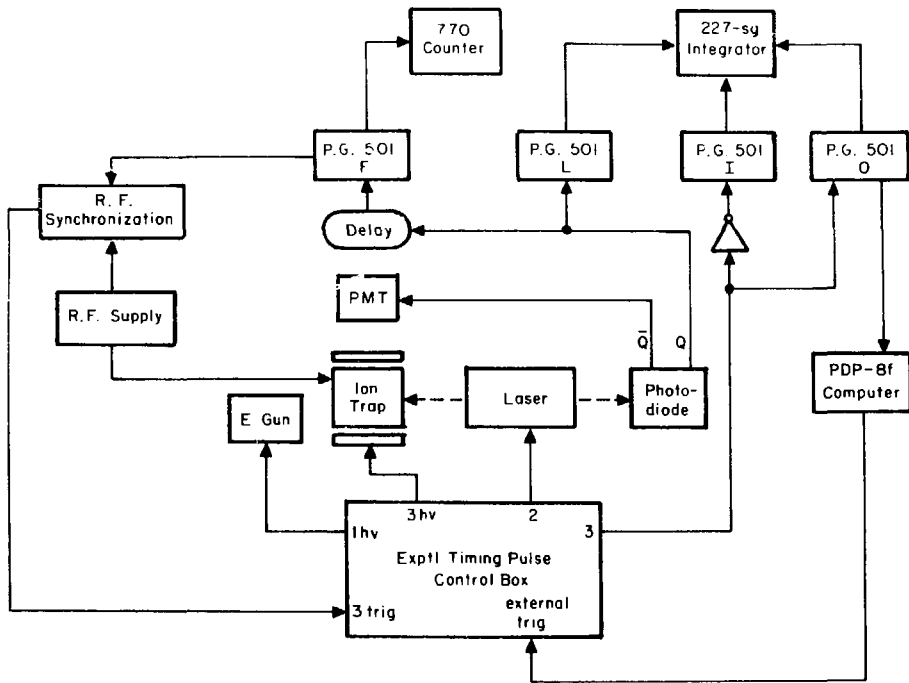 770
Counter
227-sg
Integrator
P.G. 501
F
P.G. 501
L
P.G. 501
I
P.G. 501
O
R. F.
Synchronization
Delay
PMT
R.F. Supply
Q̅
Q
Ion
Trap
Laser
Photo-
diode
PDP-8f
Computer
E Gun
3hv
2
1hv
3
Exptl Timing Pulse
Control Box
3 trig
external
trig